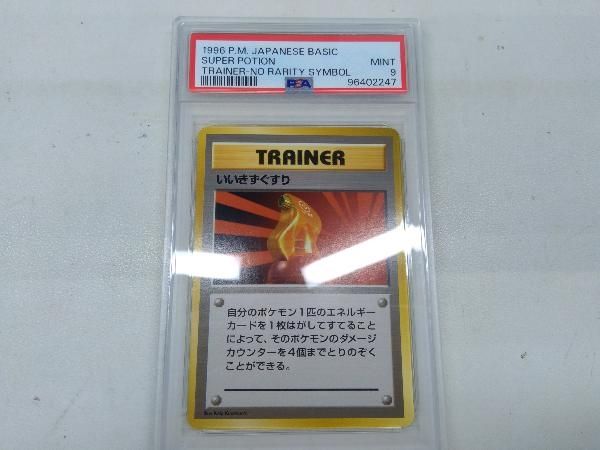 1996 P.M. JAPANESE BASIC
SUPER POTION MINT
TRAINER-NO RARITY SYMBOL 9
PSA 96402247
TRAINER
いいきずぐすり
自分のポケモン1匹のエネルギー
カードを1枚はがしてすてること
によって、そのポケモンのダメージ
カウンターを4個までとりのぞく
ことができる。